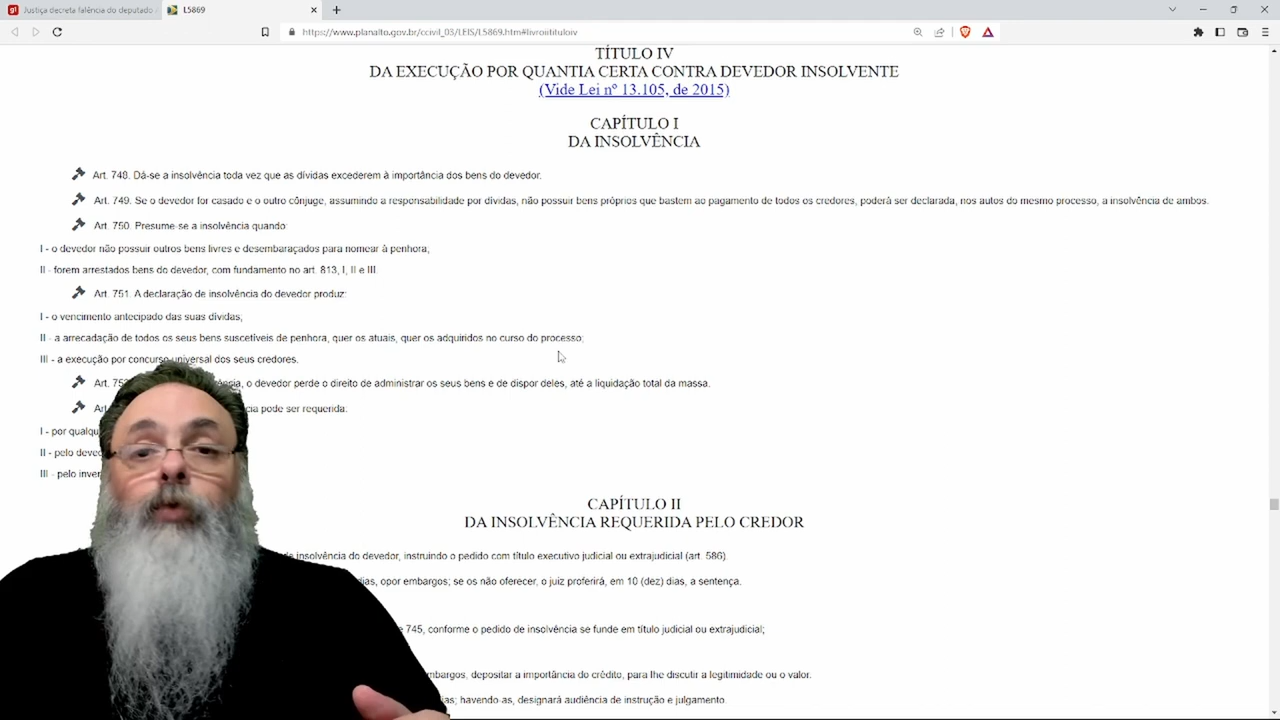 Justiça decreta falência do deputado
L5869
https://www.planalto.gov.br/ccivil_03/LEIS/L5869.htm#livroiitituloiv
TÍTULO IV
DA EXECUÇÃO POR QUANTIA CERTA CONTRA DEVEDOR INSOLVENTE
(Vide Lei nº 13.105, de 2015)
CAPÍTULO I
DA INSOLVÊNCIA
Art. 748. Dá-se a insolvência toda vez que as dívidas excederem à importância dos bens do devedor.
Art. 749. Se o devedor for casado e o outro cônjuge, assumindo a responsabilidade por dívidas, não possuir bens próprios que bastem ao pagamento de todos os credores, poderá ser declarada, nos autos do mesmo processo, a insolvência de ambos.
Art. 750. Presume-se a insolvência quando:
I - o devedor não possuir outros bens livres e desembaraçados para nomear à penhora;
II - forem arrestados bens do devedor, com fundamento no art. 813, I, II e III.
Art. 751. A declaração de insolvência do devedor produz:
I - o vencimento antecipado das suas dívidas;
II - a arrecadação de todos os seus bens suscetíveis de penhora, quer os atuais, quer os adquiridos no curso do processo;
III - a execução por concurso universal dos seus credores.
Art. o devedor perde o direito de administrar os seus bens e de dispor deles, até a liquidação total da massa.
pode ser requerida:
I - por
II - pelo
III - pelo
CAPÍTULO II
DA INSOLVÊNCIA REQUERIDA PELO CREDOR
insolvência do devedor, instruindo o pedido com título executivo judicial ou extrajudicial (art. 586).
opor embargos; se os não oferecer, o juiz proferirá, em 10 (dez) dias, a sentença.
745, conforme o pedido de insolvência se funde em título judicial ou extrajudicial;
depositar a importância do crédito, para lhe discutir a legitimidade ou o valor.
havendo-as, designará audiência de instrução e julgamento.